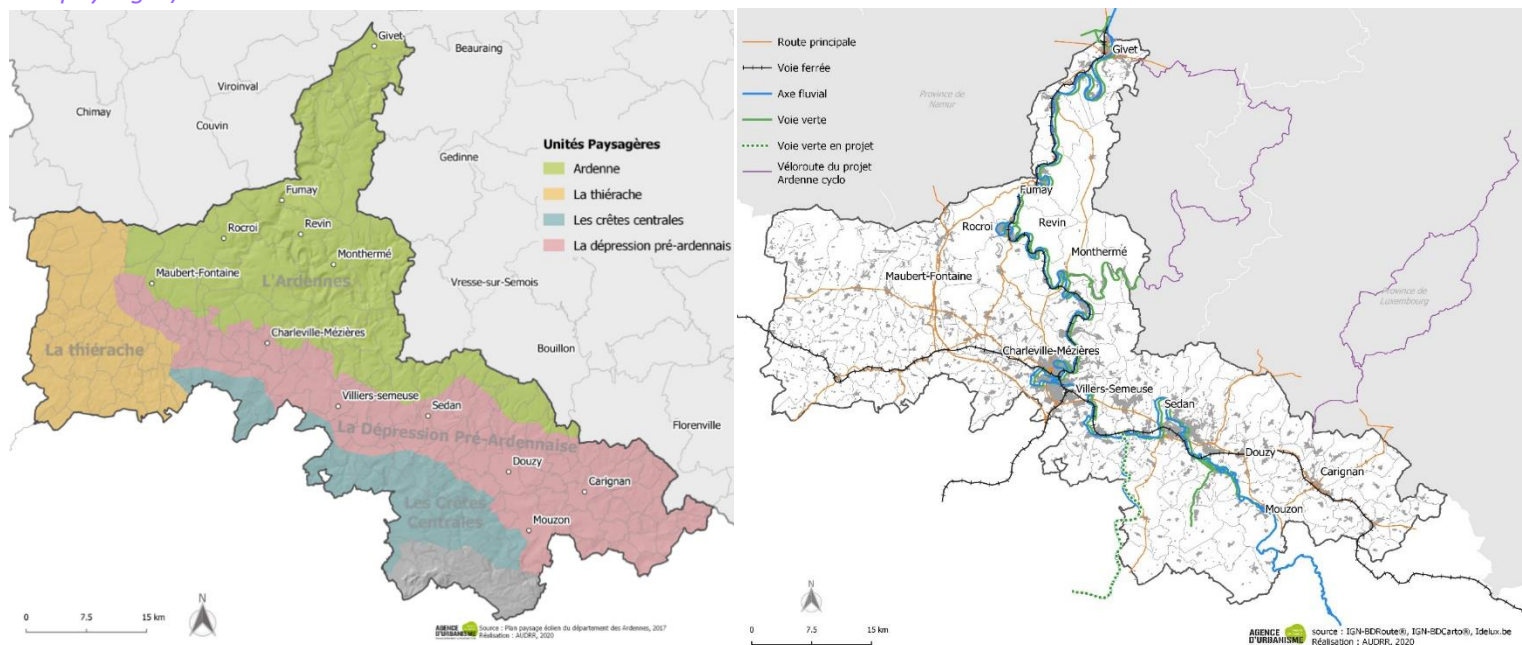 Givet
Beauraing
Viroinval
Chimay
Couvin
Gedinne
Fumay
Revin
Rocroi
Monthermé
Maubert-Fontaine
L'Ardennes
Vresse-sur-Semois
Charleville-Mézières
La thiérache
Bouillon
Villiers-semeuse
Sedan
La Dépression Pré-Ardennaise
Florenville
Douzy
Carignan
Les Crêtes
Centrales
Mouzon
Unités Paysagères
Ardenne
La thiérache
Les crêtes centrales
La dépression pré-ardennais
N
0 7.5 15 km
AGENCE
D'URBANISME
Source : Plan paysage éolien du département des Ardennes, 2017
Réalisation : AUDRR, 2020
Route principale
Voie ferrée
Axe fluvial
Voie verte
Voie verte en projet
Véloroute du projet
Ardenne cyclo
Givet
Province de
Namur
Fumay
Revin
Rocroi
Monthermé
Maubert-Fontaine
Province de
Luxembourg
Charleville-Mézières
Villers-Semeuse
Sedan
Douzy
Carignan
Mouzon
N
0 7.5 15 km
AGENCE
D'URBANISME
source : IGN-BDRoute®, IGN-BDCarto®, Idelux.be
Réalisation : AUDRR, 2020